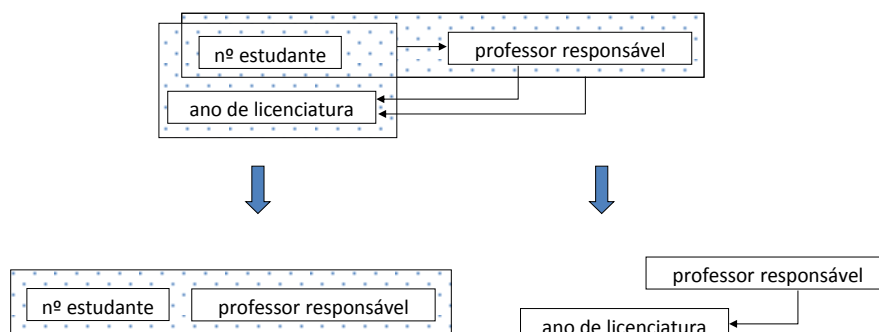 nº estudante
professor responsável
ano de licenciatura
professor responsável
nº estudante
professor responsável
ano de licenciatura